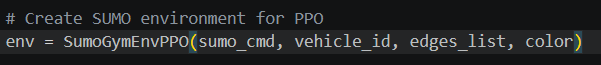 # Create SUMO environment for PPO
env = SumoGymEnvPPO(sumo_cmd, vehicle_id, edges_list, color)